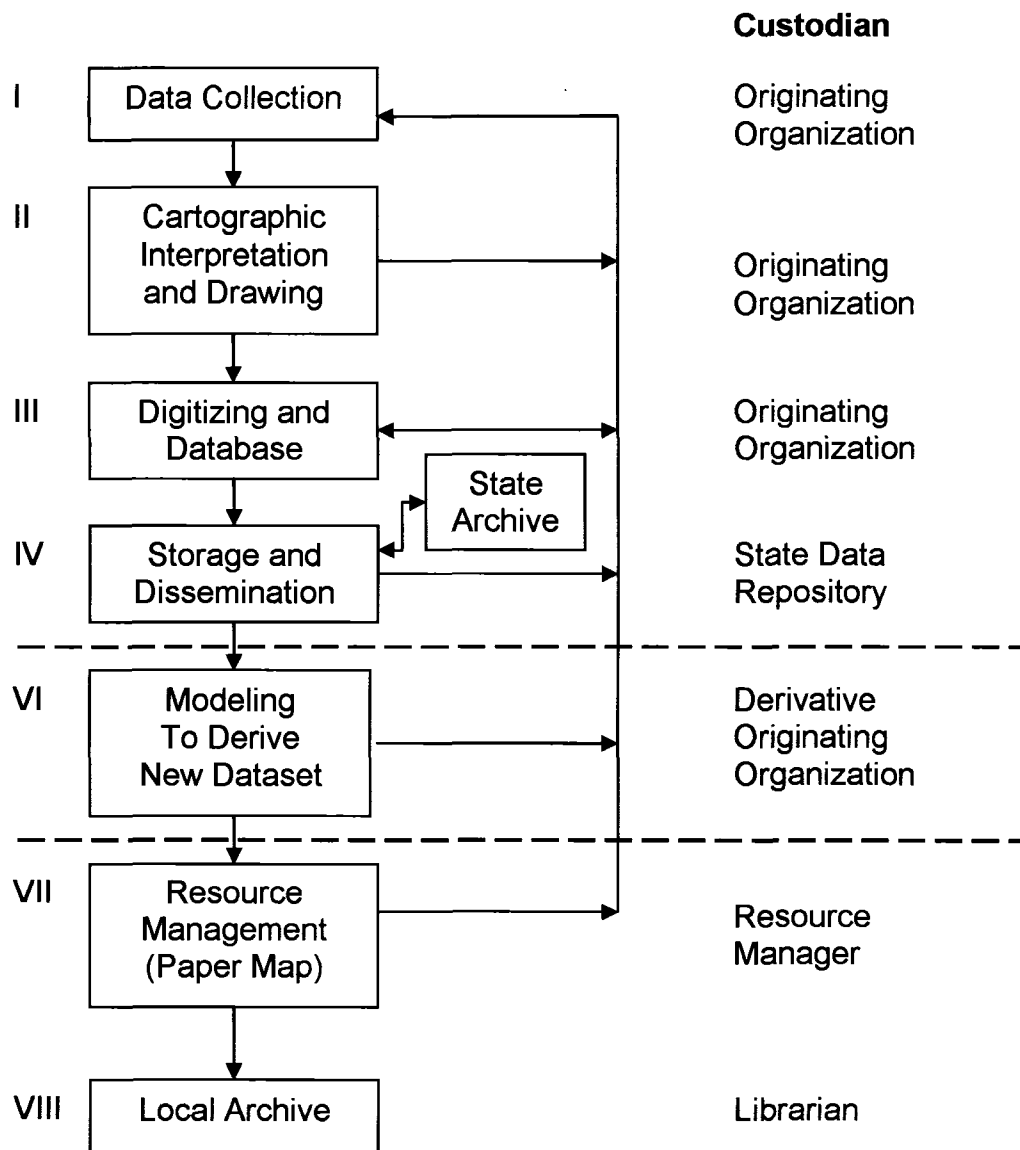 Custodian
I
Data Collection
Originating
Organization
II
Cartographic
Interpretation
and Drawing
Originating
Organization
III
Digitizing and
Database
Originating
Organization
State
Archive
IV
Storage and
Dissemination
State Data
Repository
VI
Modeling
To Derive
New Dataset
Derivative
Originating
Organization
VII
Resource
Management
(Paper Map)
Resource
Manager
VIII
Local Archive
Librarian